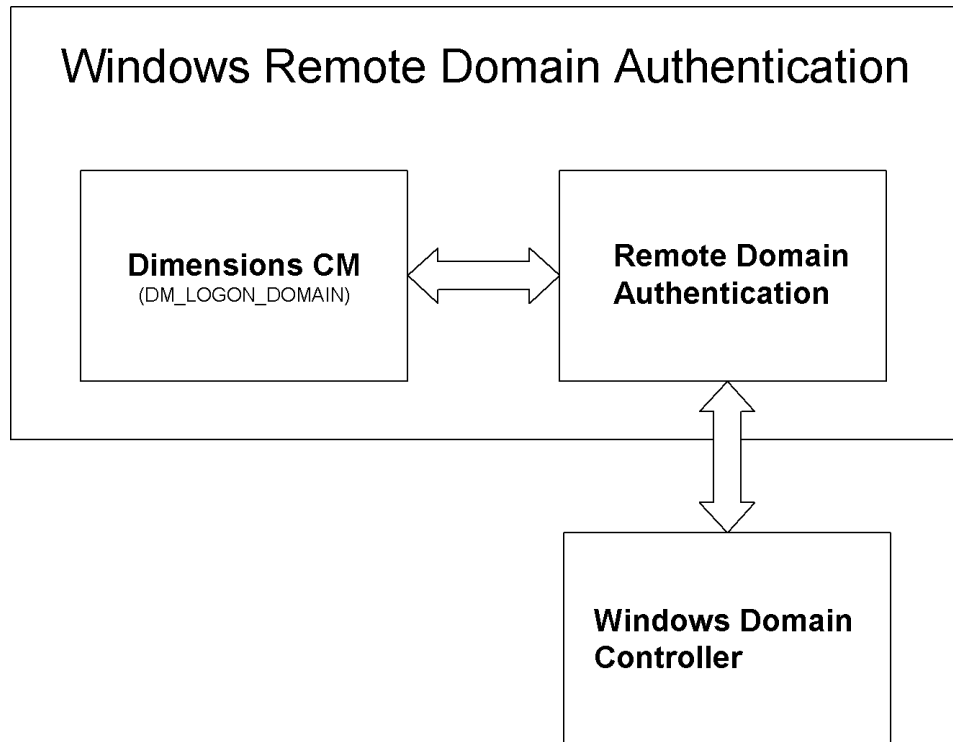 Windows Remote Domain Authentication
Dimensions CM
(DM_LOGON_DOMAIN)
Remote Domain
Authentication
Windows Domain
Controller